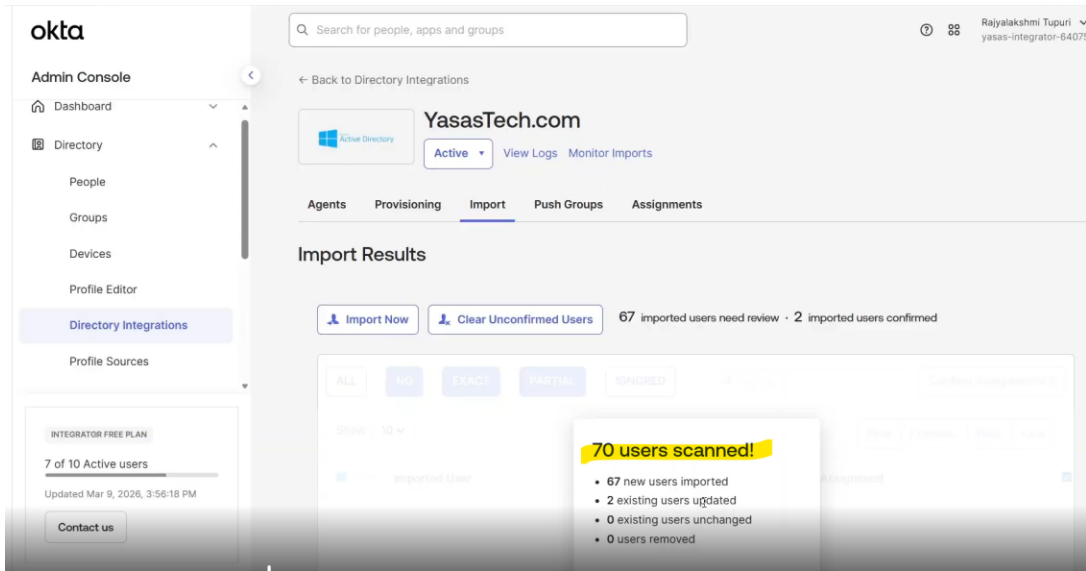 okta
Search for people, apps and groups
Rajyalakshmi Tupuri
yasas-integrator-64075
Admin Console
← Back to Directory Integrations
Dashboard
Directory
People
Groups
Devices
Profile Editor
Directory Integrations
Profile Sources
INTEGRATOR FREE PLAN
7 of 10 Active users
Updated Mar 9, 2026, 3:56:18 PM
Contact us
Active Directory
YasasTech.com
Active View Logs Monitor Imports
Agents Provisioning Import Push Groups Assignments
Import Results
Import Now Clear Unconfirmed Users 67 imported users need review · 2 imported users confirmed
ALL NO EXACT PARTIAL IGNORED
Show 10
Imported User Assignment
70 users scanned!
• 67 new users imported
• 2 existing users updated
• 0 existing users unchanged
• 0 users removed